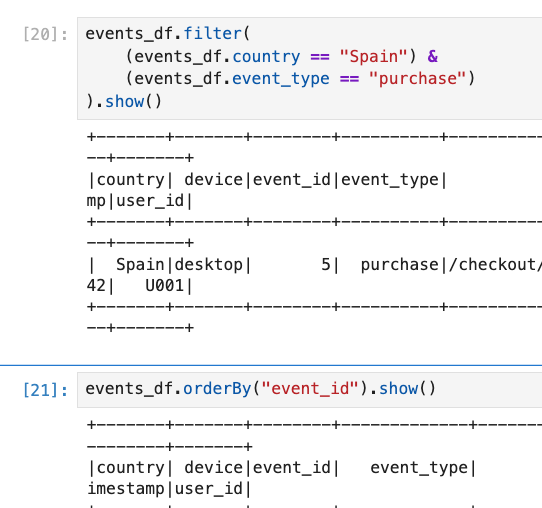 [20]: events_df.filter(
(events_df.country == "Spain") &
(events_df.event_type == "purchase")
).show()
+-------+-------+--------+----------+---------
--+-------+
|country| device|event_id|event_type|
mp|user_id|
+-------+-------+--------+----------+---------
--+-------+
|  Spain|desktop|       5|  purchase|/checkout/
42|   U001|
+-------+-------+--------+----------+---------
--+-------+
[21]: events_df.orderBy("event_id").show()
+-------+-------+--------+-------------+------
--------+-------+
|country| device|event_id|   event_type|
imestamp|user_id|